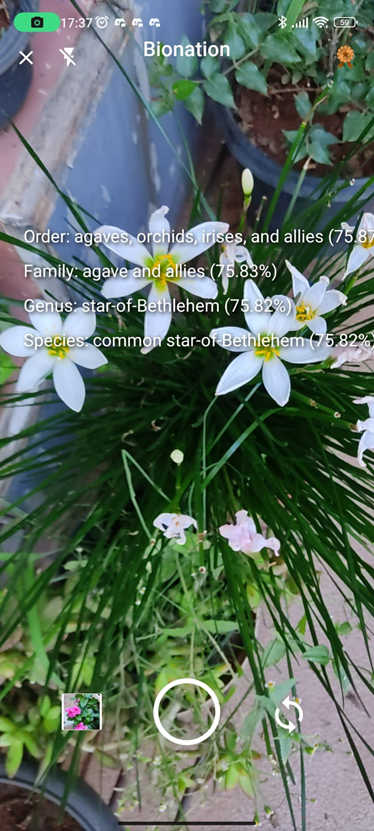 17:37
59
Bionation
Order: agaves, orchids, irises, and allies (75.87
Family: agave and allies (75.83%)
Genus: star-of-Bethlehem (75.82%)
Species: common star-of-Bethlehem (75.82%)